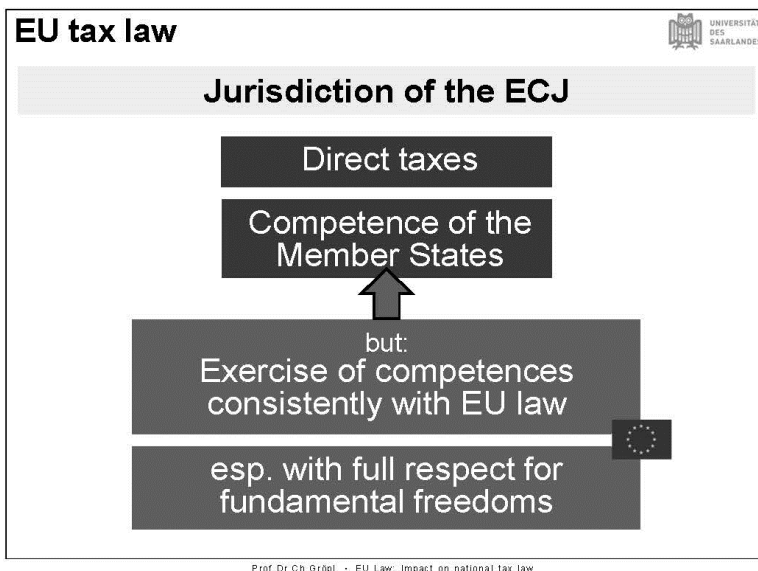 EU tax law
UNIVERSITÄT
DES
SAARLANDES
Jurisdiction of the ECJ
Direct taxes
Competence of the
Member States
but:
Exercise of competences
consistently with EU law
esp. with full respect for
fundamental freedoms
Prof. Dr. Ch. Gröpl • EU Law: Impact on national tax law